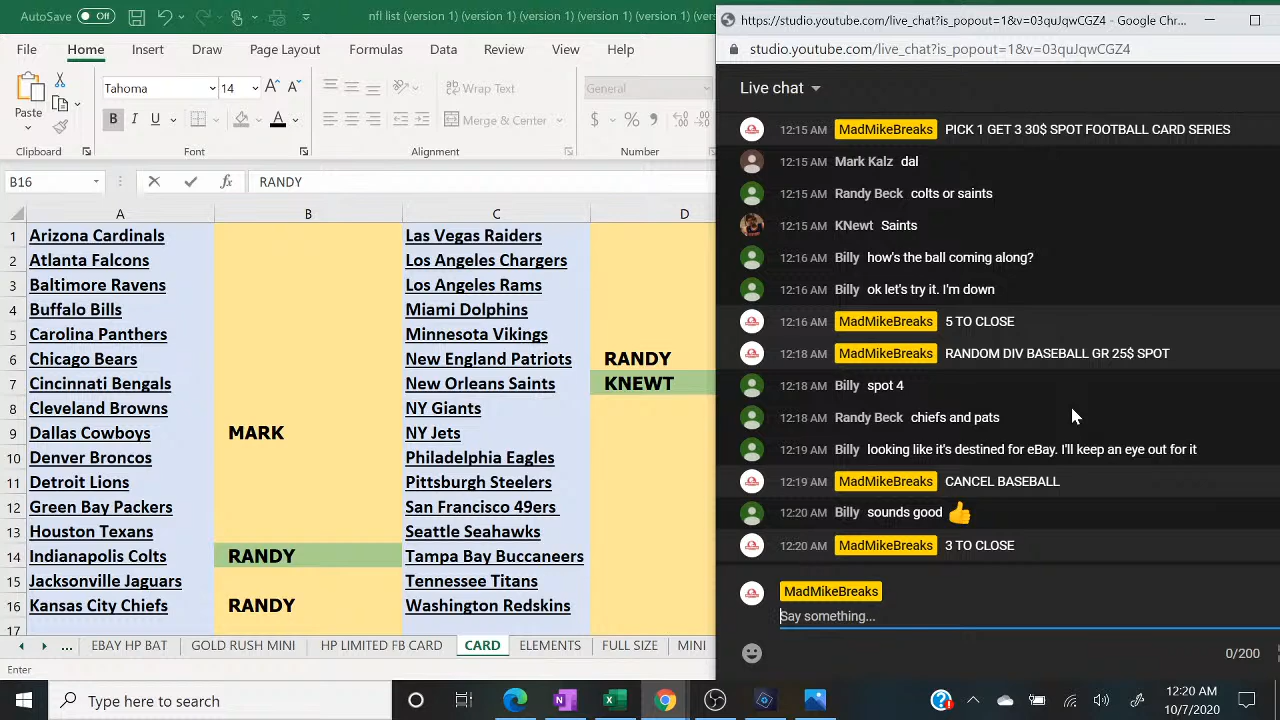 AutoSave Off
nfl list (version 1) (version 1) (version 1) (versio
File Home Insert Draw Page Layout Formulas Data Review View Help
Paste
Tahoma 14
B I U
Wrap Text
Merge & Center
General
$ % 
Clipboard Font Alignment Number
B16 RANDY
A B C D
1 Arizona Cardinals Las Vegas Raiders
2 Atlanta Falcons Los Angeles Chargers
3 Baltimore Ravens Los Angeles Rams
4 Buffalo Bills Miami Dolphins
5 Carolina Panthers Minnesota Vikings
6 Chicago Bears New England Patriots RANDY
7 Cincinnati Bengals New Orleans Saints KNEWT
8 Cleveland Browns NY Giants
9 Dallas Cowboys MARK NY Jets
10 Denver Broncos Philadelphia Eagles
11 Detroit Lions Pittsburgh Steelers
12 Green Bay Packers San Francisco 49ers
13 Houston Texans Seattle Seahawks
14 Indianapolis Colts RANDY Tampa Bay Buccaneers
15 Jacksonville Jaguars Tennessee Titans
16 Kansas City Chiefs RANDY Washington Redskins
17
... EBAY HP BAT GOLD RUSH MINI HP LIMITED FB CARD CARD ELEMENTS FULL SIZE MINI
Enter
https://studio.youtube.com/live_chat?is_popout=1&v=03quJqwCGZ4 - Google Chr...
studio.youtube.com/live_chat?is_popout=1&v=03quJqwCGZ4
Live chat
12:15 AM MadMikeBreaks PICK 1 GET 3 30$ SPOT FOOTBALL CARD SERIES
12:15 AM Mark Kalz dal
12:15 AM Randy Beck colts or saints
12:15 AM KNewt Saints
12:16 AM Billy how's the ball coming along?
12:16 AM Billy ok let's try it. I'm down
12:16 AM MadMikeBreaks 5 TO CLOSE
12:18 AM MadMikeBreaks RANDOM DIV BASEBALL GR 25$ SPOT
12:18 AM Billy spot 4
12:18 AM Randy Beck chiefs and pats
12:19 AM Billy looking like it's destined for eBay. I'll keep an eye out for it
12:19 AM MadMikeBreaks CANCEL BASEBALL
12:20 AM Billy sounds good 👍
12:20 AM MadMikeBreaks 3 TO CLOSE
MadMikeBreaks
Say something...
0/200
Type here to search
12:20 AM
10/7/2020